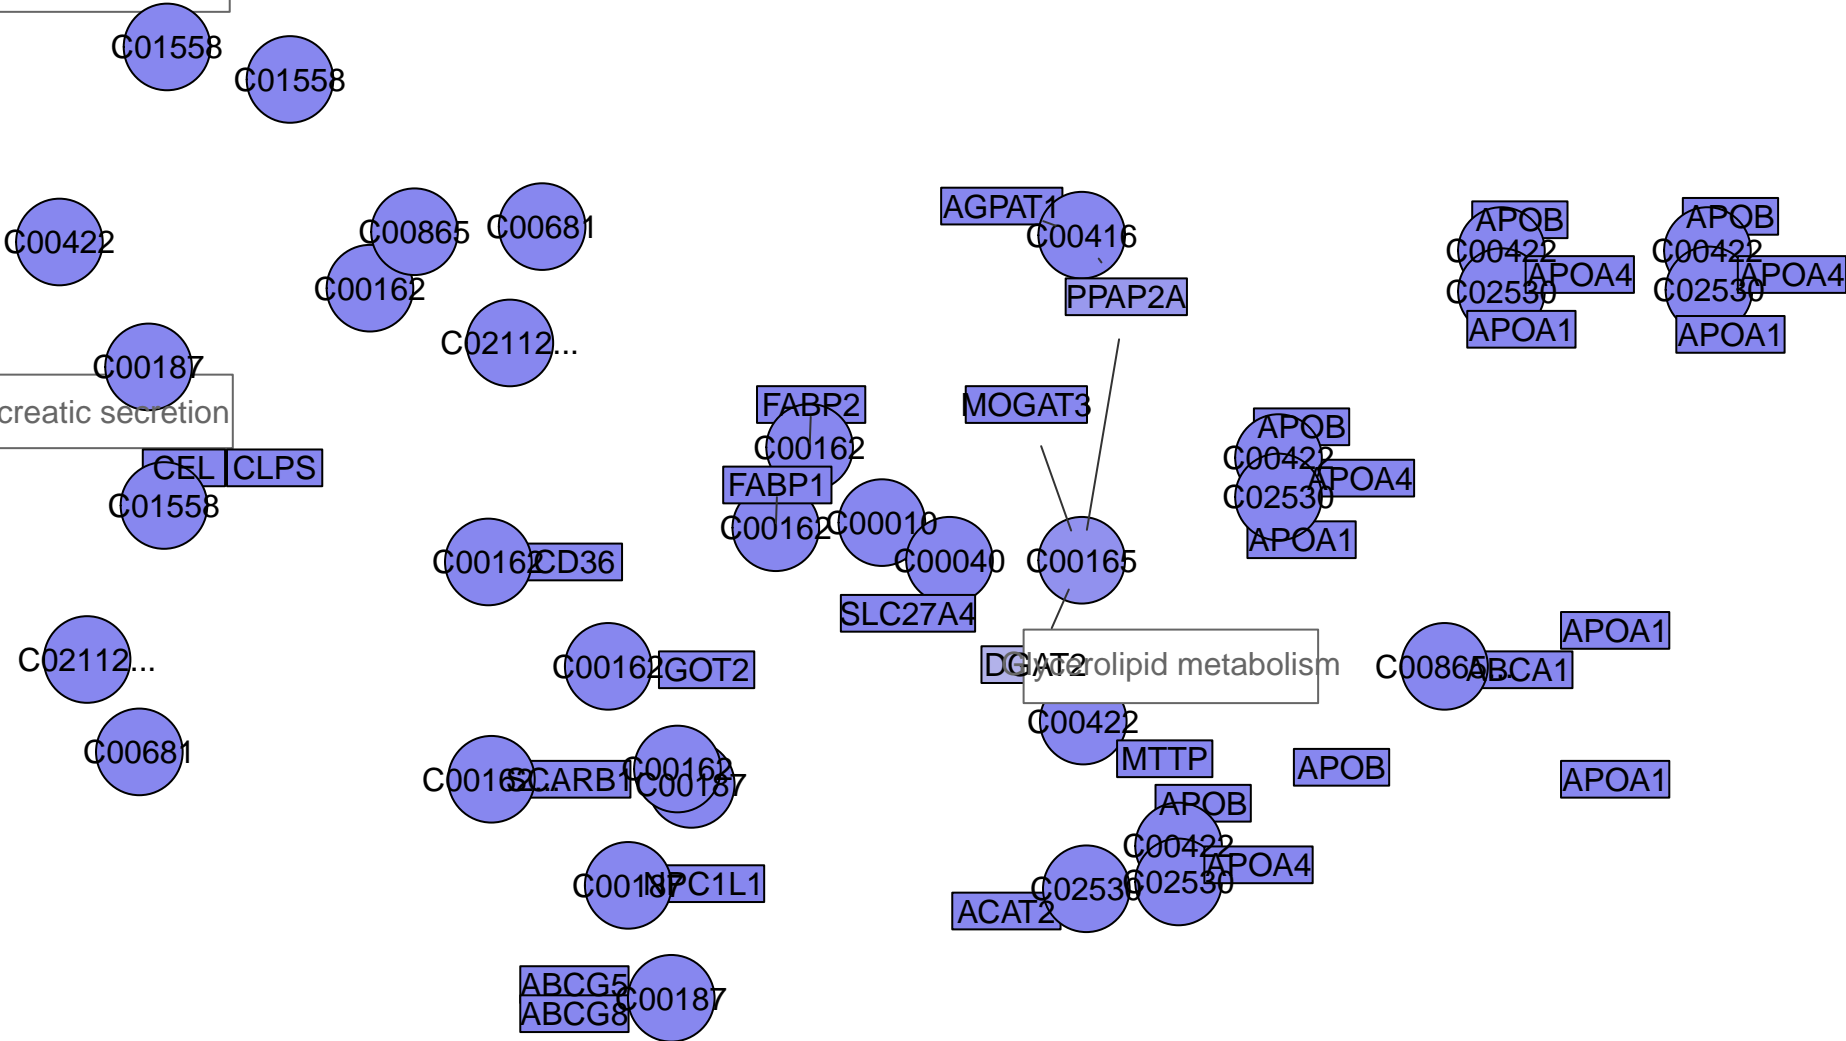 C01558
C01558
AGPAT1
C00416
C00422
C00865
C00681
C00162
C02112...
PPAP2A
APOB
C00422
APOA4
C02530
APOA1
APOB
C00422
APOA4
C02530
APOA1
C00187
creatic secretion
CEL
CLPS
C01558
FABP2
C00162
FABP1
C00162
C00010
C00040
SLC27A4
MOGAT3
C00165
APOB
C00422
APOA4
C02530
APOA1
C00162
CD36
C02112...
C00681
C00162
GOT2
DGAT2
Glycerolipid metabolism
C00422
MTTP
APOB
C00865...
ABCA1
APOA1
APOA1
C00162...
SCARB1
C00162
C00187
APOB
C00422
APOA4
C02530
C02530
ACAT2
C00187
NPC1L1
ABCG5
ABCG8
C00187